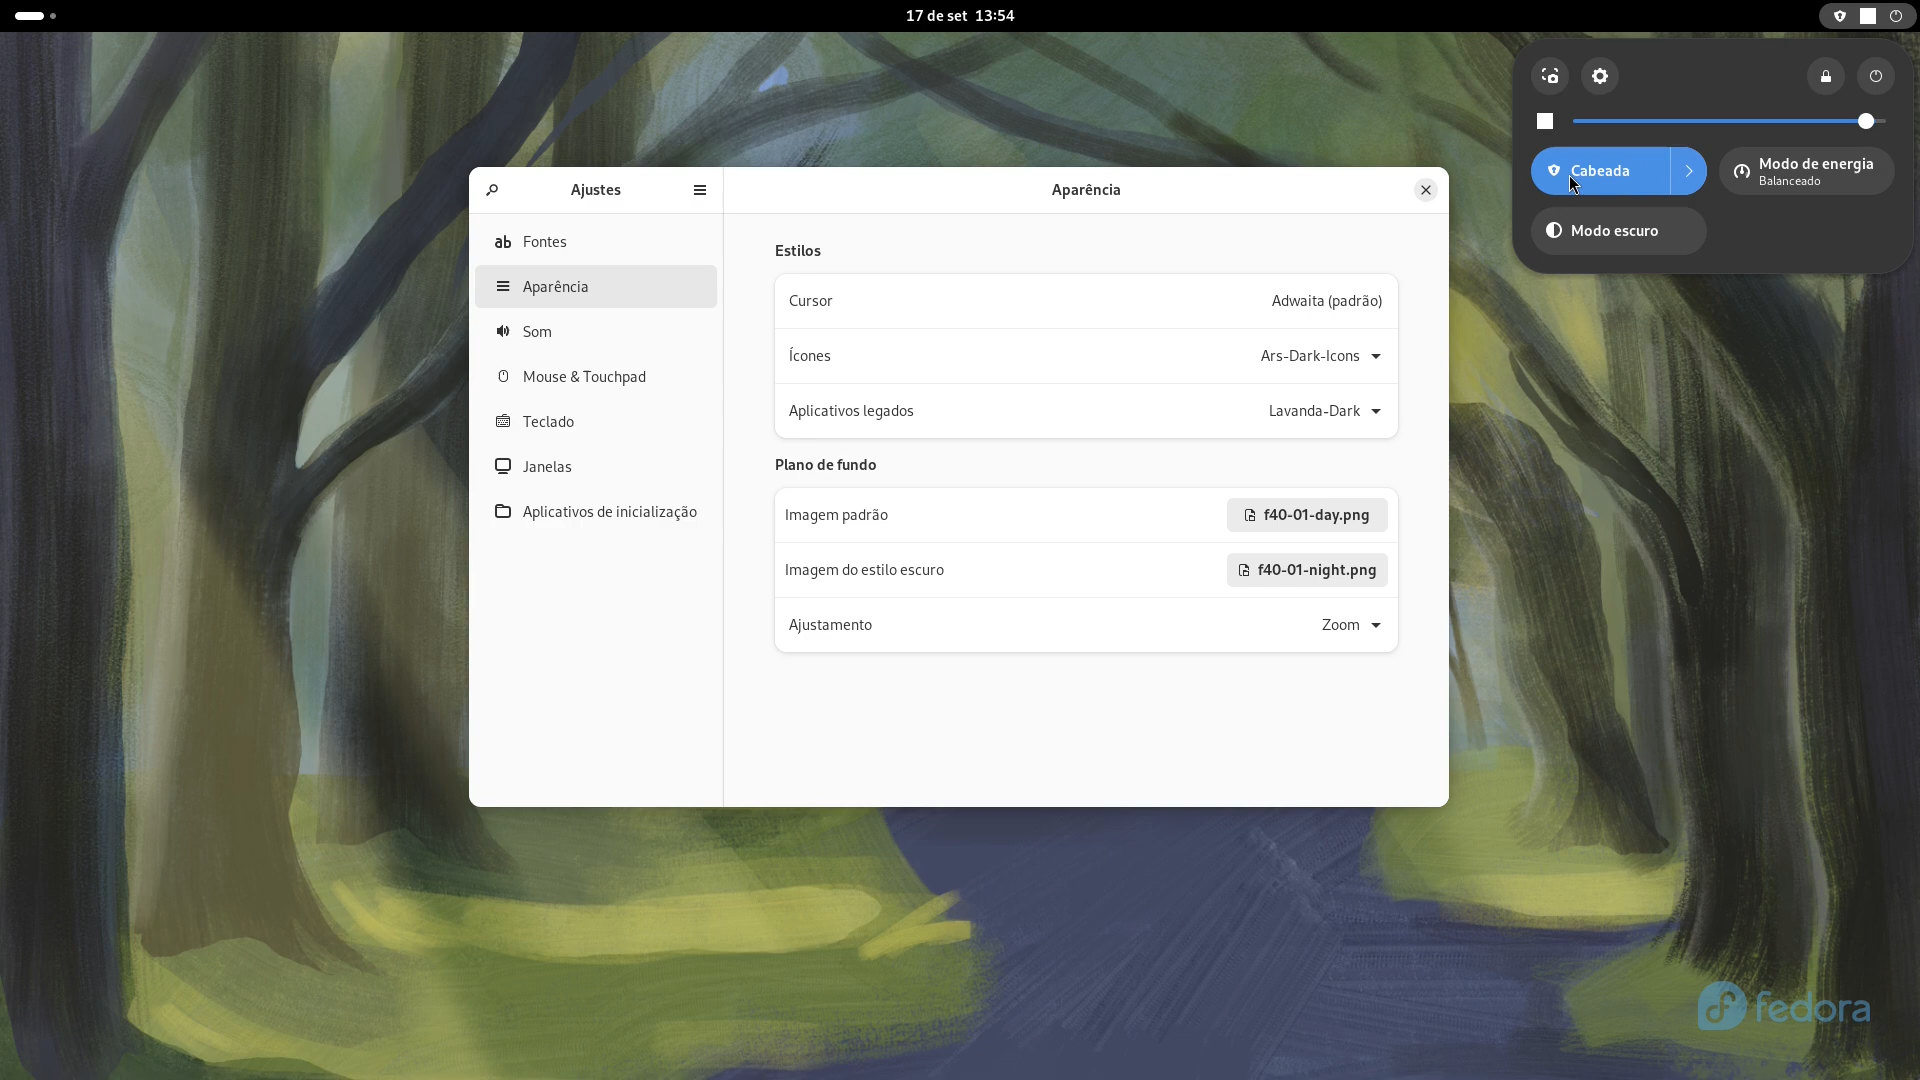 17 de set 13:54
Cabeada
Modo de energia
Balanceado
Modo escuro
Ajustes
Aparência
ab Fontes
Aparência
Som
Mouse & Touchpad
Teclado
Janelas
Aplicativos de inicialização
Estilos
Cursor Adwaita (padrão)
Ícones Ars-Dark-Icons
Aplicativos legados Lavanda-Dark
Plano de fundo
Imagem padrão f40-01-day.png
Imagem do estilo escuro f40-01-night.png
Ajustamento Zoom
fedora